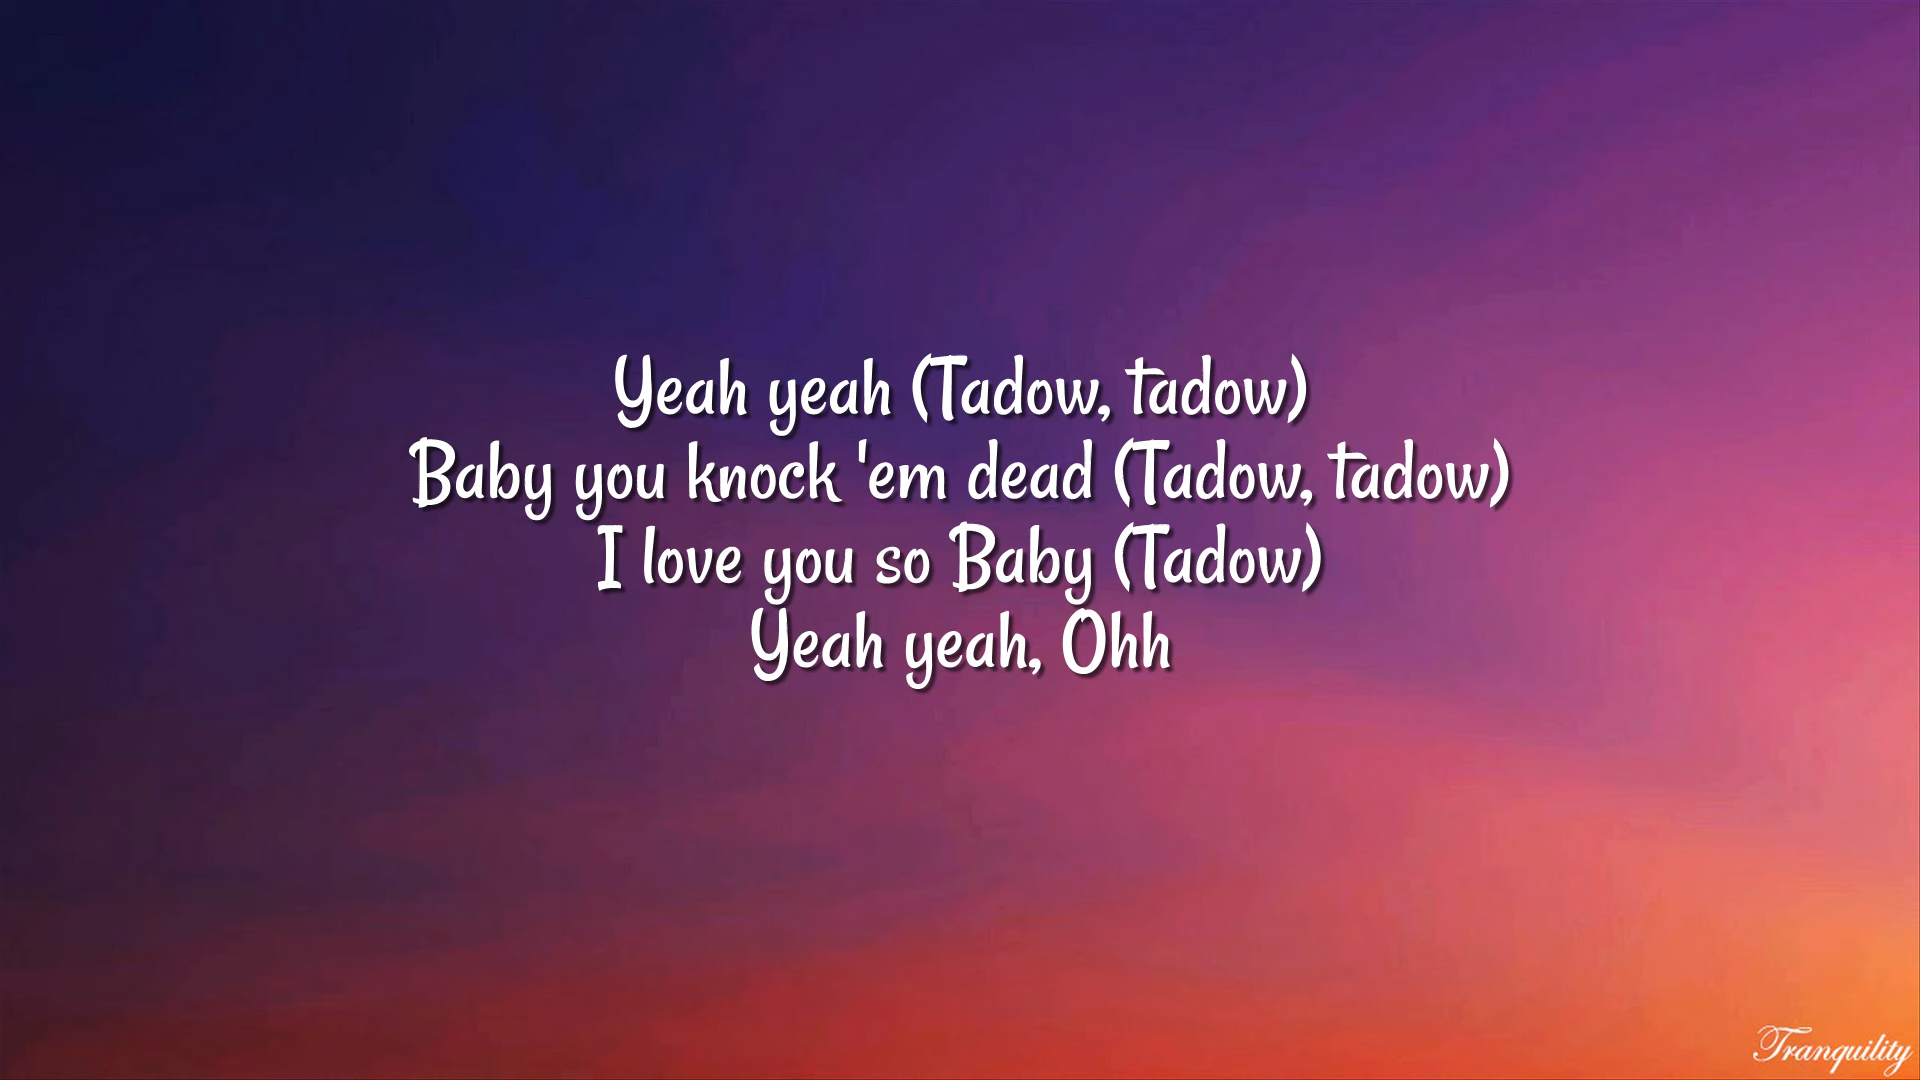 Yeah yeah (Tadow, tadow)
Baby you knock 'em dead (Tadow, tadow)
I love you so Baby (Tadow)
Yeah yeah, Ohh
Tranquility